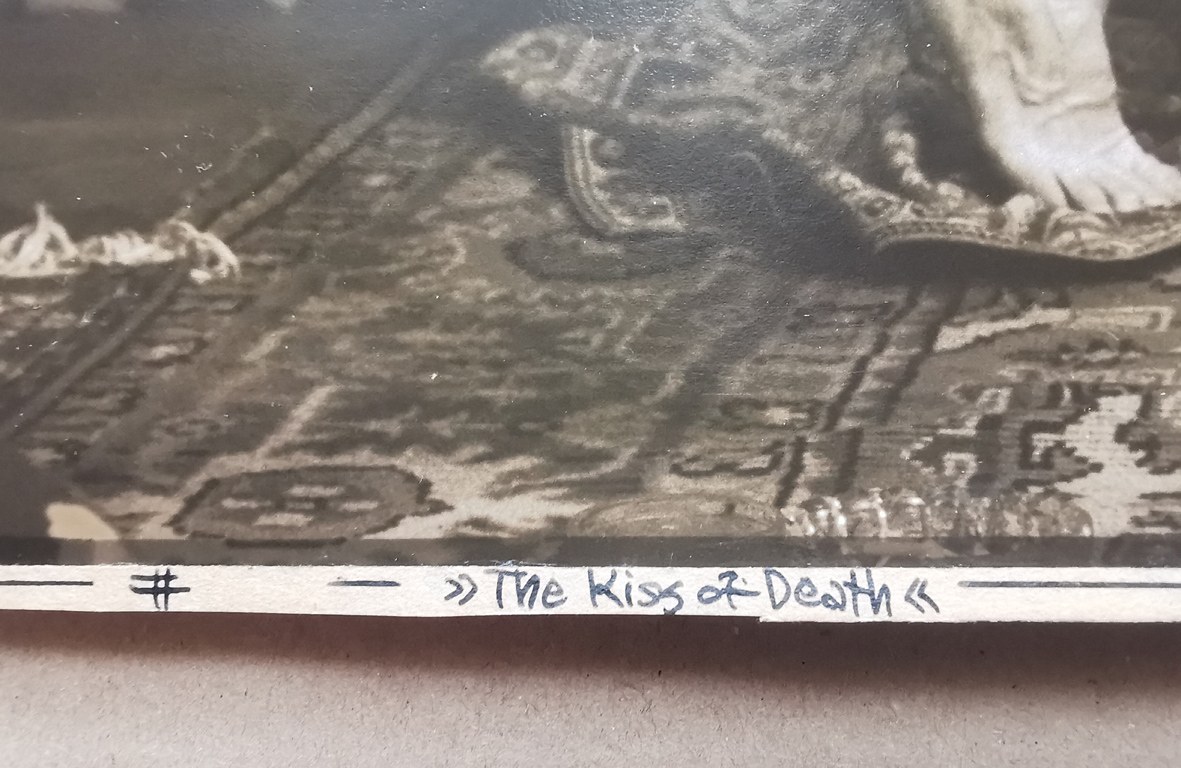 # — »The Kiss of Death«